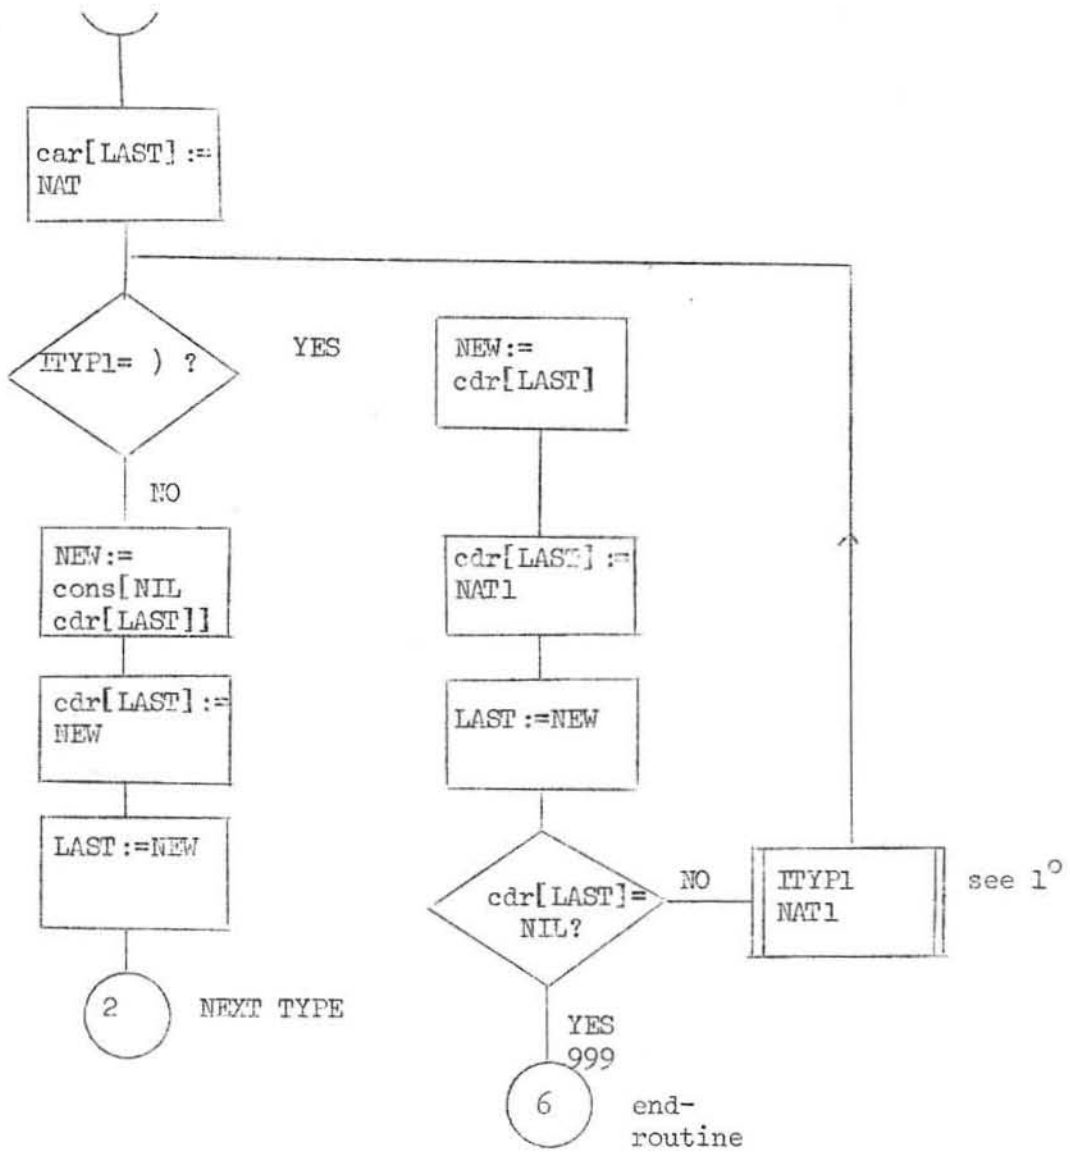 car[LAST] :=
NAT
ITYP1= ) ?
YES
NO
NEW:=
cons[NIL
cdr[LAST]]
cdr[LAST] :=
NEW
LAST :=NEW
2
NEXT TYPE
NEW:=
cdr[LAST]
cdr[LAST] :=
NAT1
LAST :=NEW
cdr[LAST]=
NIL?
NO
ITYP1
NAT1
see 1°
YES
999
6
end-
routine